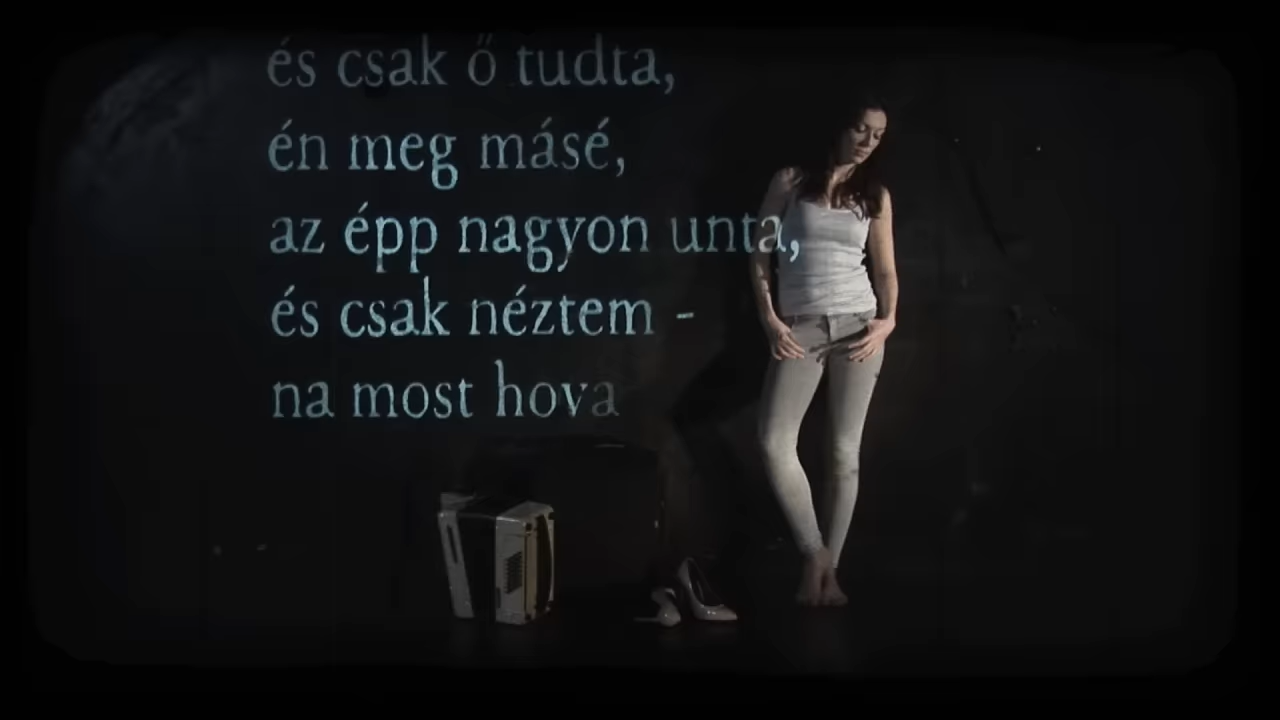 és csak ő tudta,
én meg másé,
az épp nagyon unta,
és csak néztem -
na most hova